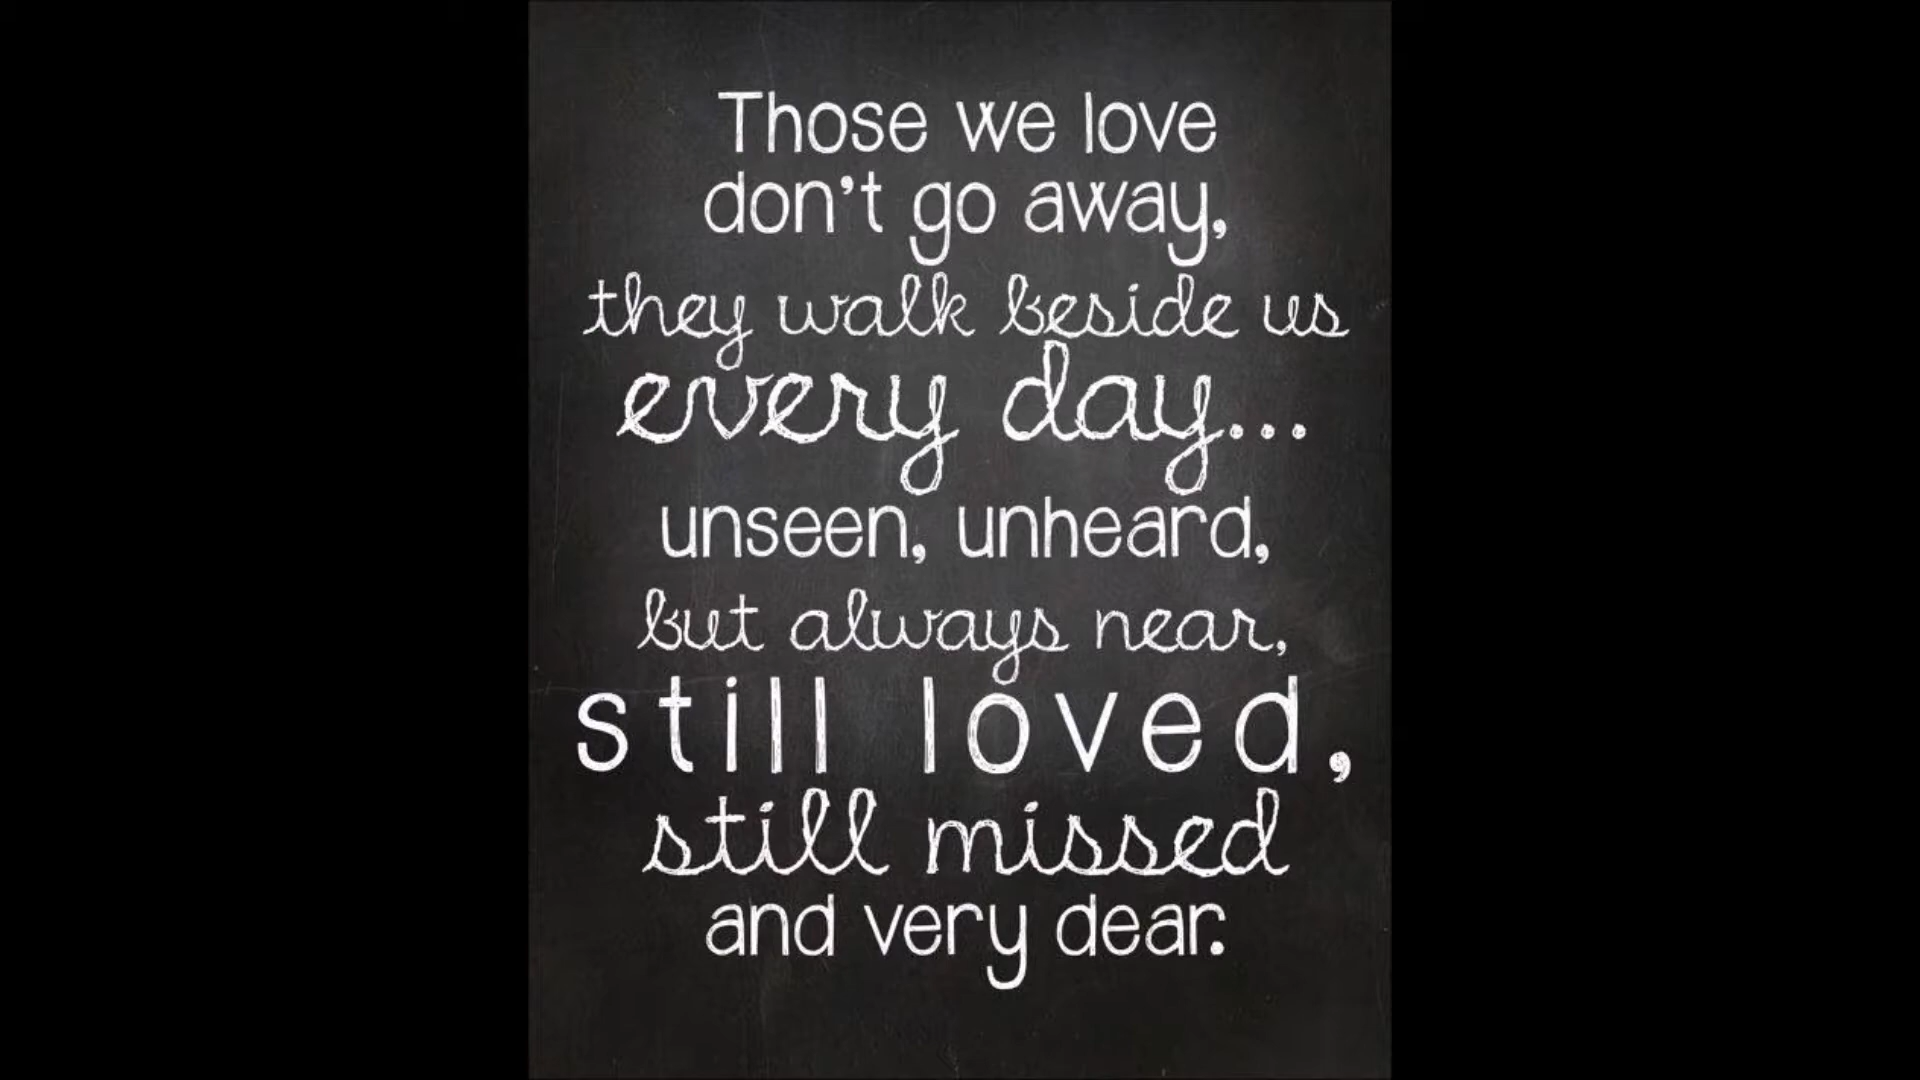 Those we love
don't go away,
they walk beside us
every day...
unseen, unheard,
but always near,
still loved,
still missed
and very dear.